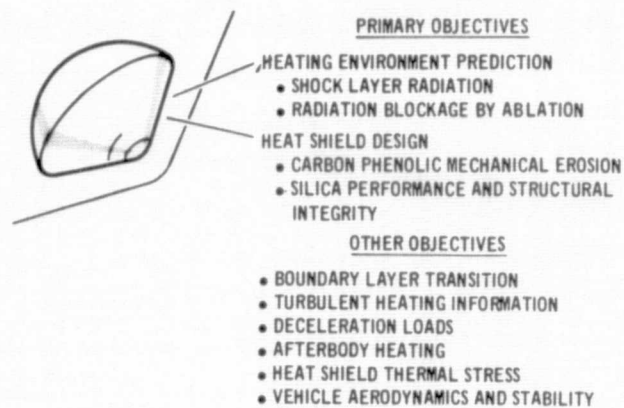 PRIMARY OBJECTIVES
HEATING ENVIRONMENT PREDICTION
• SHOCK LAYER RADIATION
• RADIATION BLOCKAGE BY ABLATION
HEAT SHIELD DESIGN
• CARBON PHENOLIC MECHANICAL EROSION
• SILICA PERFORMANCE AND STRUCTURAL
INTEGRITY
OTHER OBJECTIVES
• BOUNDARY LAYER TRANSITION
• TURBULENT HEATING INFORMATION
• DECELERATION LOADS
• AFTERBODY HEATING
• HEAT SHIELD THERMAL STRESS
• VEHICLE AERODYNAMICS AND STABILITY